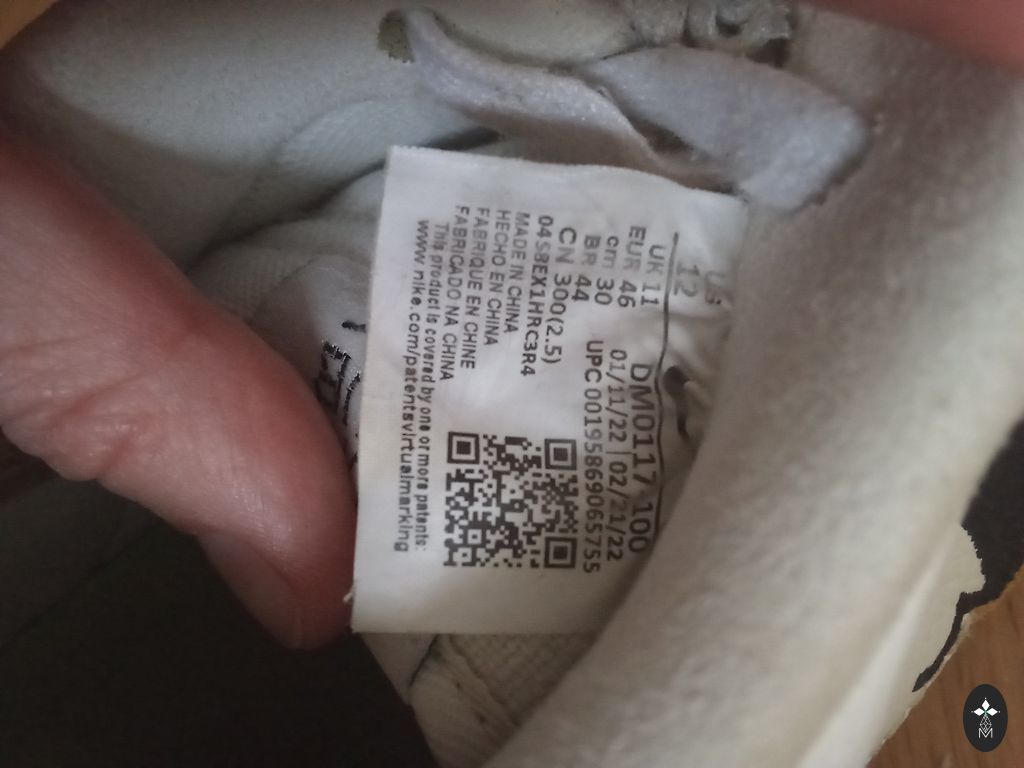 US
12
UK 11
EUR 46
cm 30
BR 44
CN 300(2.5)
DM0117 100
01/11/22 | 02/21/22
UPC 00195869065755
04S8EX1HRC3R4
MADE IN CHINA
HECHO EN CHINA
FABRIQUE EN CHINE
FABRICADO NA CHINA
This product is covered by one or more patents:
www.nike.com/patentsvirtualmarking
M